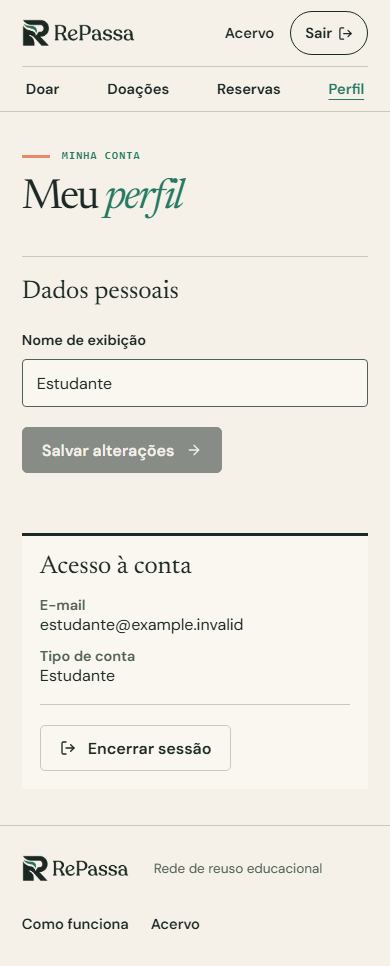 RePassa
Acervo
Sair
Doar
Doações
Reservas
Perfil
MINHA CONTA
Meu perfil
Dados pessoais
Nome de exibição
Estudante
Salvar alterações
Acesso à conta
E-mail
estudante@example.invalid
Tipo de conta
Estudante
Encerrar sessão
RePassa
Rede de reuso educacional
Como funciona
Acervo